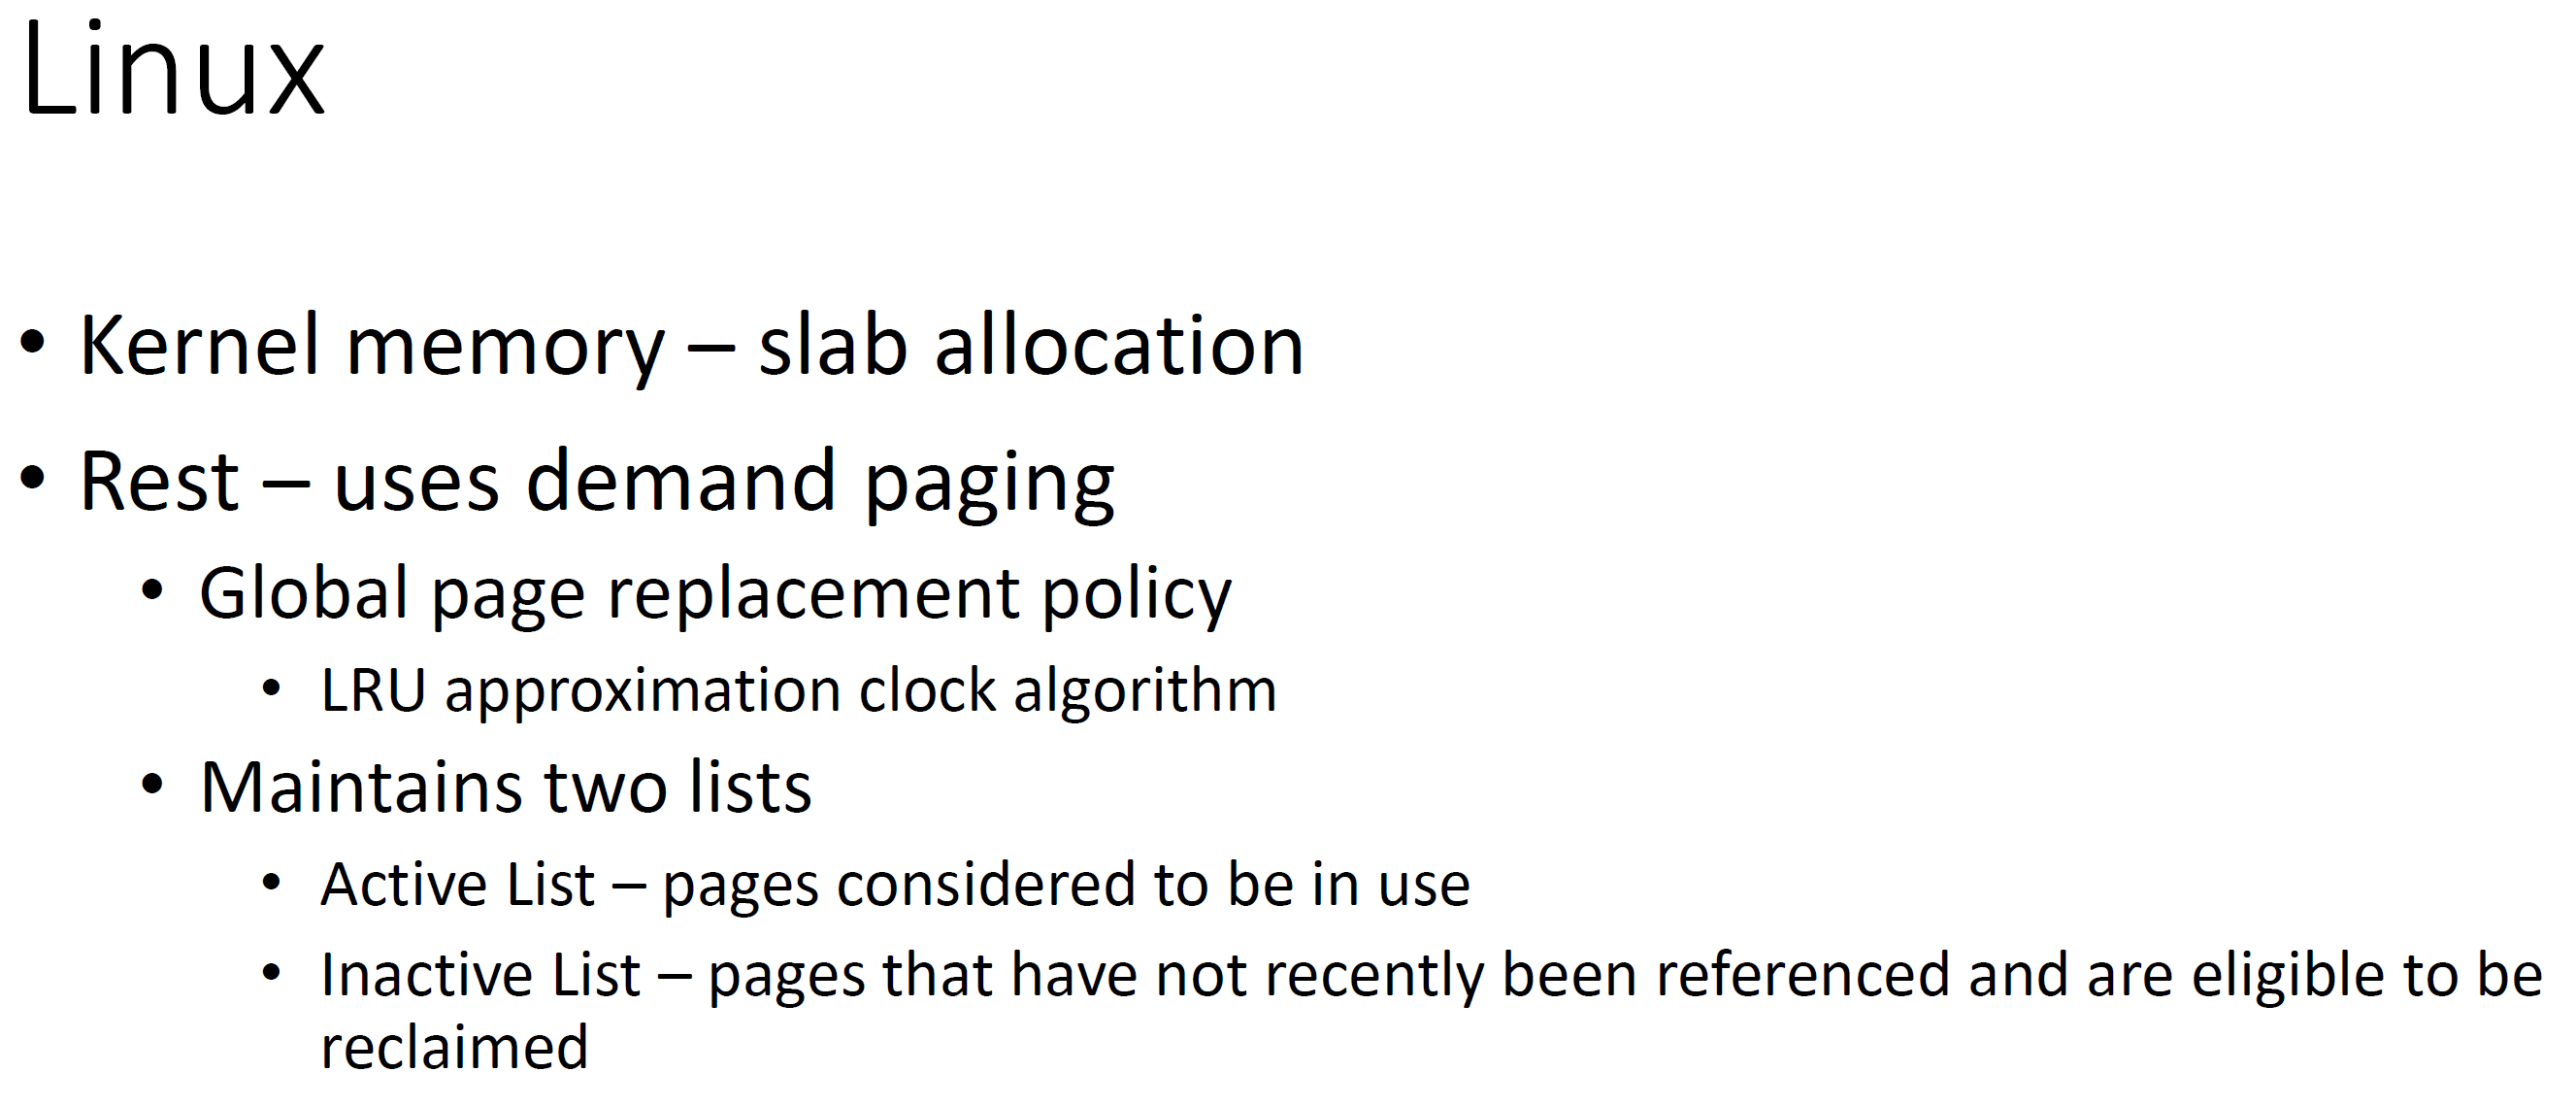 Linux
• Kernel memory – slab allocation
• Rest – uses demand paging
• Global page replacement policy
• LRU approximation clock algorithm
• Maintains two lists
• Active List – pages considered to be in use
• Inactive List – pages that have not recently been referenced and are eligible to be
reclaimed